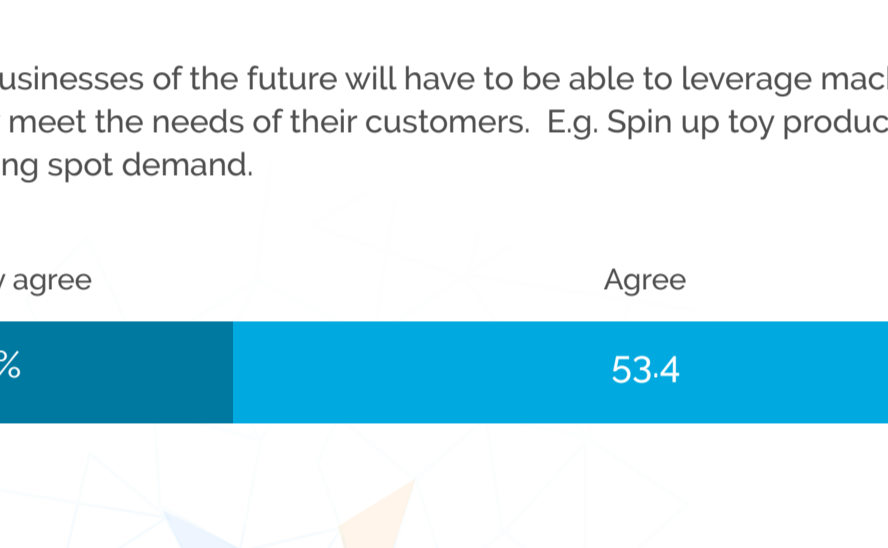 usinesses of the future will have to be able to leverage mac
meet the needs of their customers. E.g. Spin up toy produc
ng spot demand.
agree
Agree
%
53.4